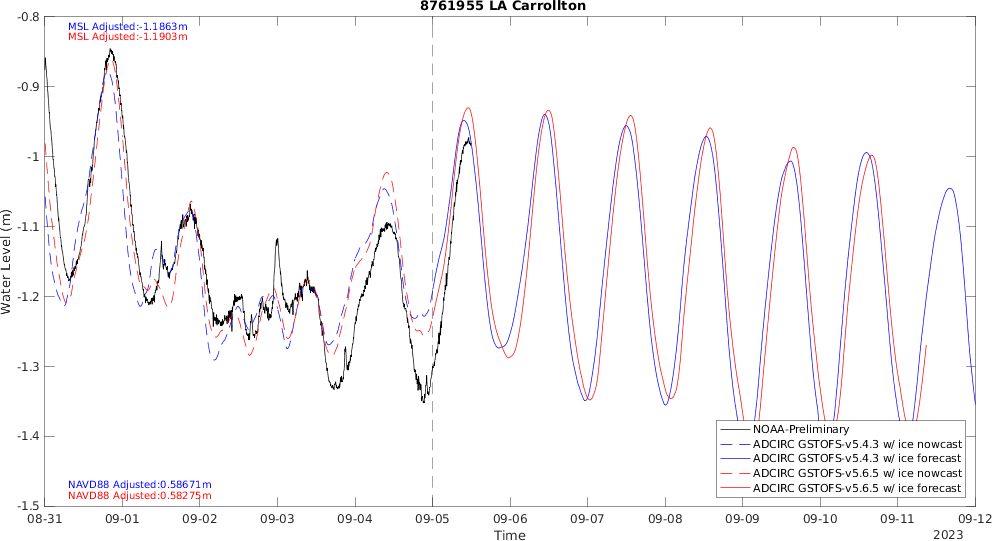 8761955 LA Carrollton
MSL Adjusted:-1.1863m
MSL Adjusted:-1.1903m
-0.8
-0.9
-1
-1.1
-1.2
-1.3
-1.4
-1.5
Water Level (m)
NOAA-Preliminary
ADCIRC GSTOFS-v5.4.3 w/ ice nowcast
ADCIRC GSTOFS-v5.4.3 w/ ice forecast
ADCIRC GSTOFS-v5.6.5 w/ ice nowcast
ADCIRC GSTOFS-v5.6.5 w/ ice forecast
NAVD88 Adjusted:0.58671m
NAVD88 Adjusted:0.58275m
08-31 09-01 09-02 09-03 09-04 09-05 09-06 09-07 09-08 09-09 09-10 09-11 09-12
Time
2023